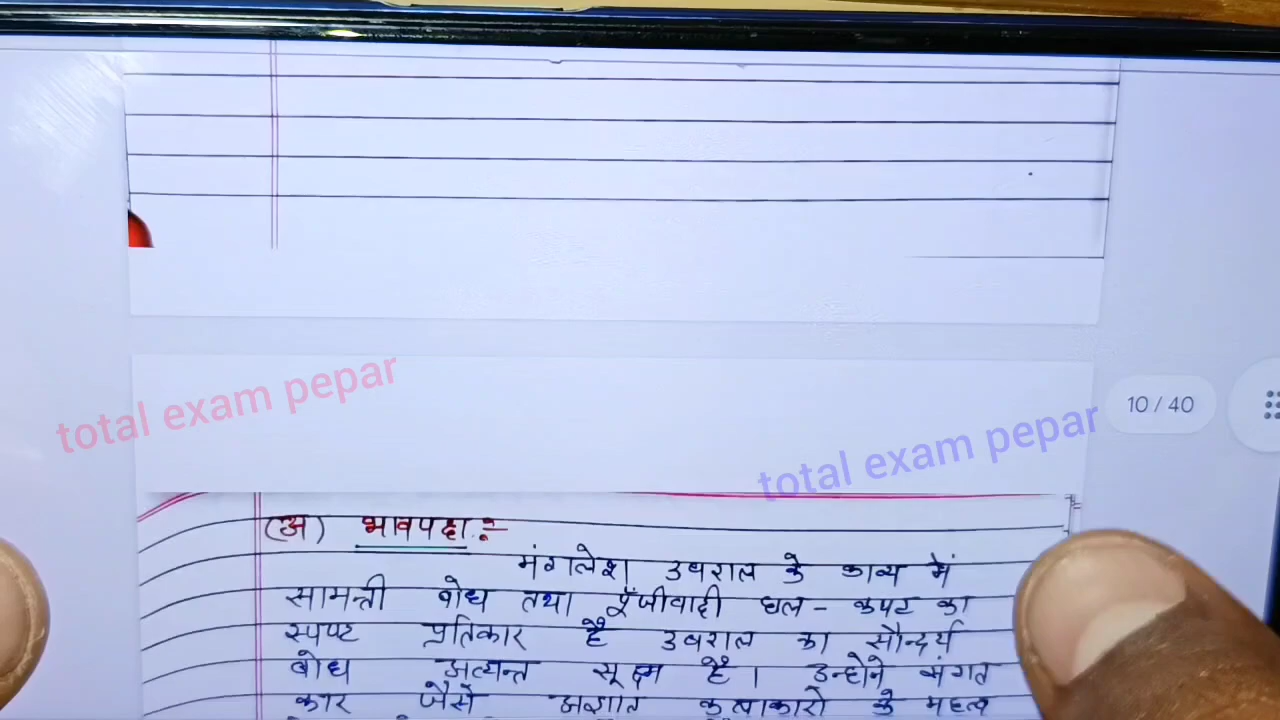 total exam pepar
10 / 40
total exam pepar
(अ) भावपक्ष :-
मंगलेश डबराल के काव्य में
सामन्ती बोध तथा पूँजीवादी छल - कपट का
स्पष्ट प्रतिकार है डबराल का सौन्दर्य
बोध अत्यन्त सूक्ष्म है । उन्होने संगत
कार जैसे अज्ञात कलाकारो के महत्व